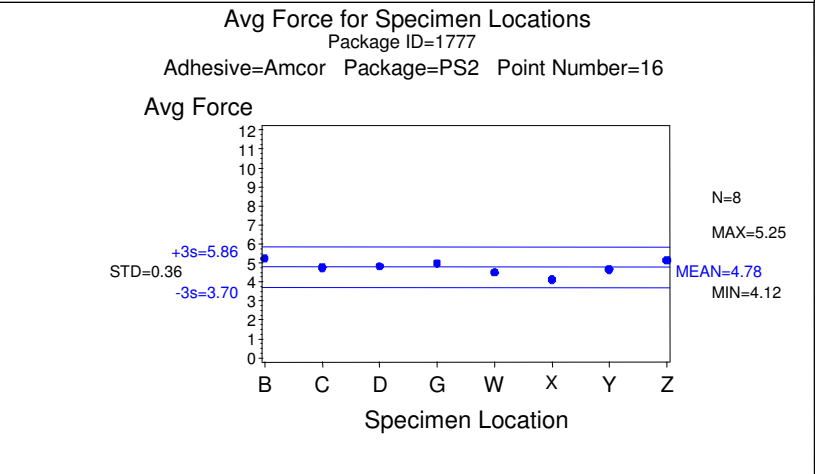 Avg Force for Specimen Locations
Package ID=1777
Adhesive=Amcor Package=PS2 Point Number=16
Avg Force
12
11
10
9
8
7
6
5
4
3
2
1
0
+3s=5.86
STD=0.36
-3s=3.70
N=8
MAX=5.25
MEAN=4.78
MIN=4.12
B C D G W X Y Z
Specimen Location